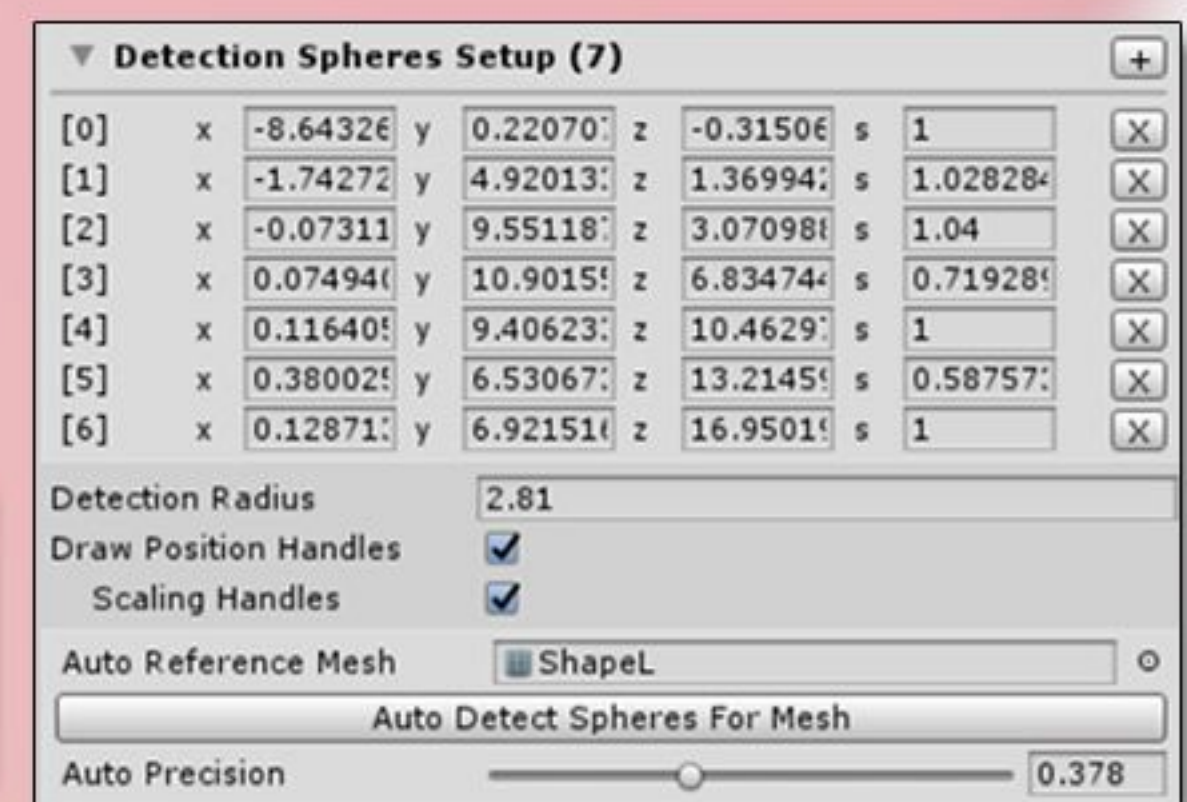 ▼ Detection Spheres Setup (7) +
[0] x -8.64326 y 0.22070 z -0.31506 s 1 X
[1] x -1.74272 y 4.92013 z 1.36994 s 1.02828 X
[2] x -0.07311 y 9.55118 z 3.07098 s 1.04 X
[3] x 0.07494 y 10.9015 z 6.83474 s 0.71928 X
[4] x 0.11640 y 9.40623 z 10.4629 s 1 X
[5] x 0.38002 y 6.53067 z 13.2145 s 0.58757 X
[6] x 0.12871 y 6.92151 z 16.9501 s 1 X
Detection Radius 2.81
Draw Position Handles
Scaling Handles
Auto Reference Mesh ShapeL
Auto Detect Spheres For Mesh
Auto Precision 0.378